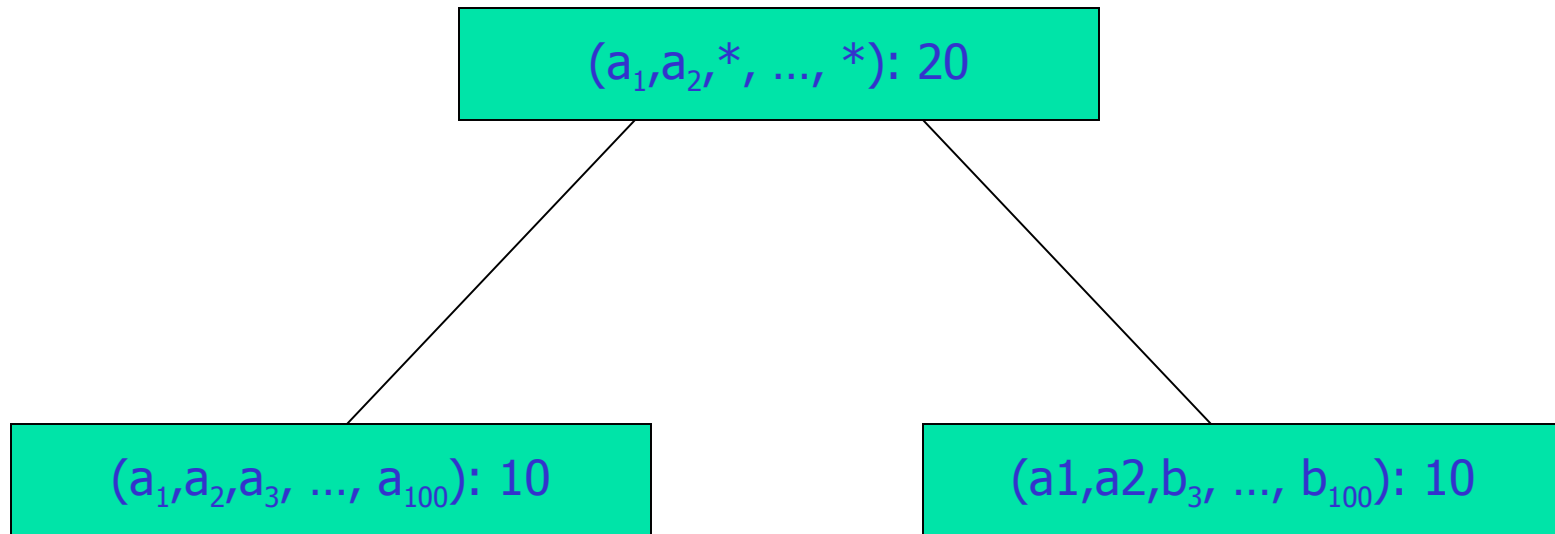 (a₁,a₂,*, ..., *): 20
(a₁,a₂,a₃, ..., a₁₀₀): 10
(a1,a2,b₃, ..., b₁₀₀): 10